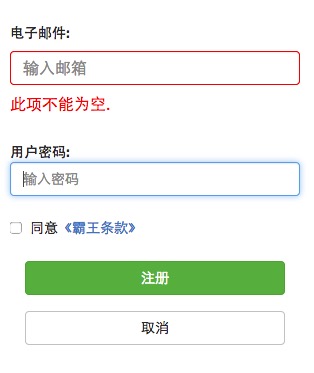 电子邮件:
输入邮箱
此项不能为空.
用户密码:
输入密码
同意《霸王条款》
注册
取消